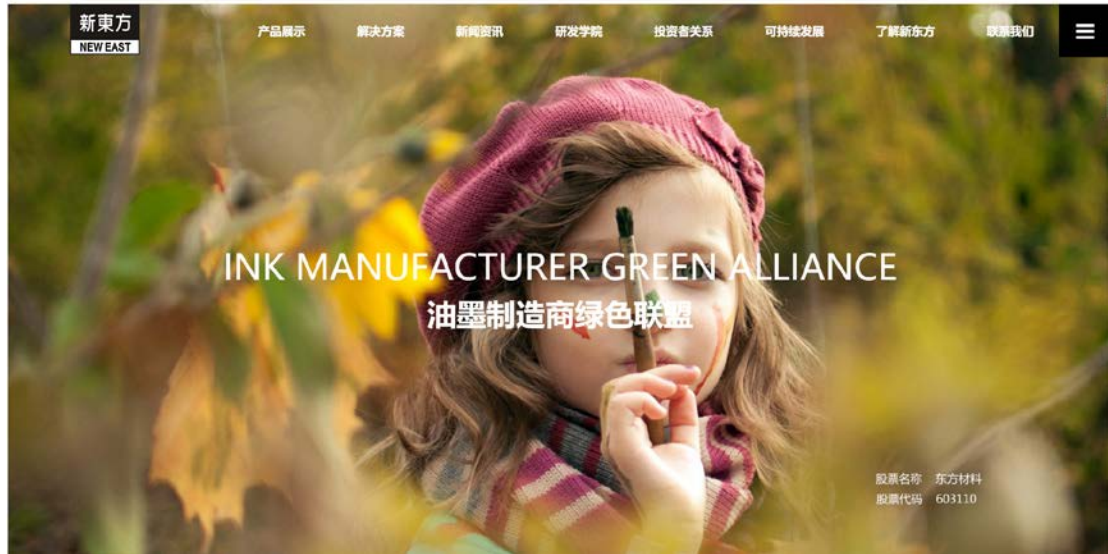 新東方
NEW EAST
产品展示 解决方案 新闻资讯 研发学院 投资者关系 可持续发展 了解新东方 联系我们
INK MANUFACTURER GREEN ALLIANCE
油墨制造商绿色联盟
股票名称 东方材料
股票代码 603110